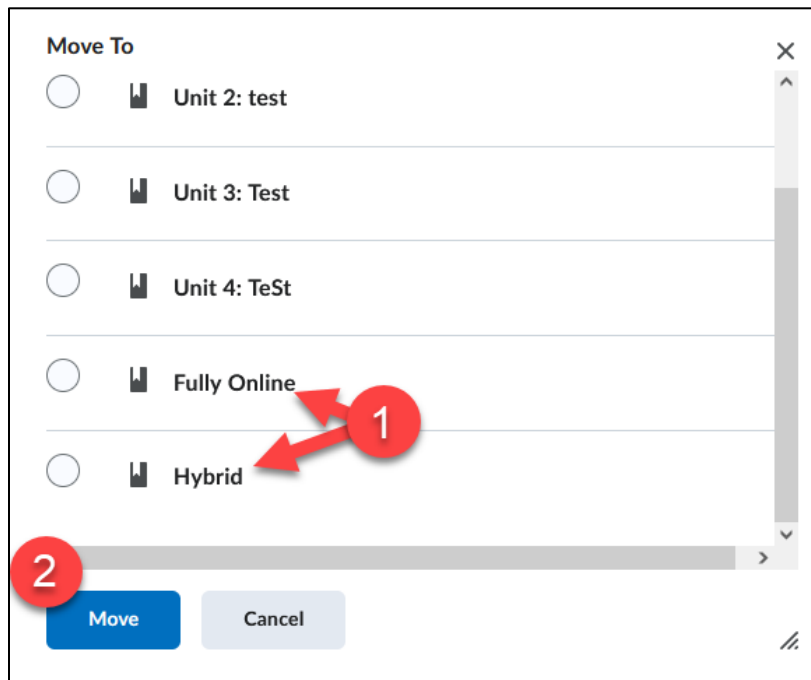 Move To
Unit 2: test
Unit 3: Test
Unit 4: TeSt
Fully Online
1
Hybrid
2
Move
Cancel